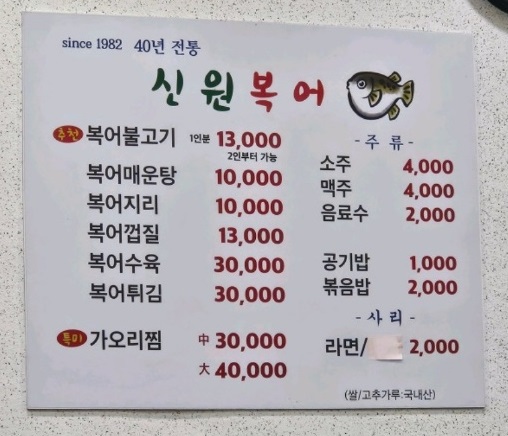 since 1982 40년 전통
신원복어
추천 복어불고기 1인분 13,000
2인부터 가능
복어매운탕 10,000
복어지리 10,000
복어껍질 13,000
복어수육 30,000
복어튀김 30,000
특미 가오리찜 中 30,000
大 40,000
- 주 류 -
소주 4,000
맥주 4,000
음료수 2,000
공기밥 1,000
볶음밥 2,000
- 사 리 -
라면/ 2,000
(쌀/고추가루:국내산)